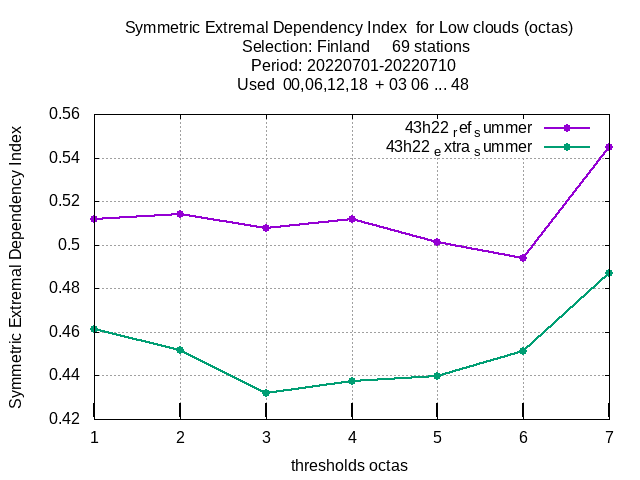 Symmetric Extremal Dependency Index  for Low clouds (octas)
Selection: Finland     69 stations
Period: 20220701-20220710
Used  00,06,12,18  + 03 06 ... 48
43h22 ref summer
43h22 extra summer
Symmetric Extremal Dependency Index
0.56
0.54
0.52
0.5
0.48
0.46
0.44
0.42
1 2 3 4 5 6 7
thresholds octas